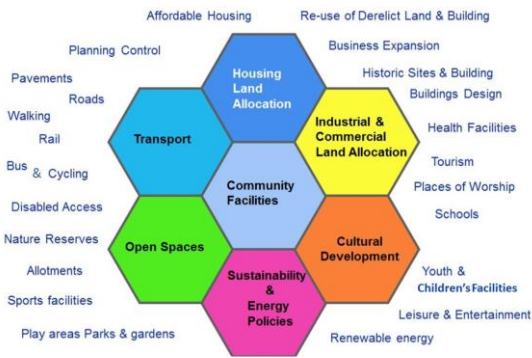 Affordable Housing
Re-use of Derelict Land & Building
Planning Control
Business Expansion
Housing
Land
Allocation
Historic Sites & Building
Pavements
Buildings Design
Roads
Walking
Industrial &
Commercial
Land Allocation
Health Facilities
Transport
Rail
Tourism
Bus & Cycling
Community
Facilities
Places of Worship
Disabled Access
Schools
Nature Reserves
Open Spaces
Cultural
Development
Allotments
Sustainability
&
Energy
Policies
Youth &
Children's Facilities
Sports facilities
Leisure & Entertainment
Play areas Parks & gardens
Renewable energy